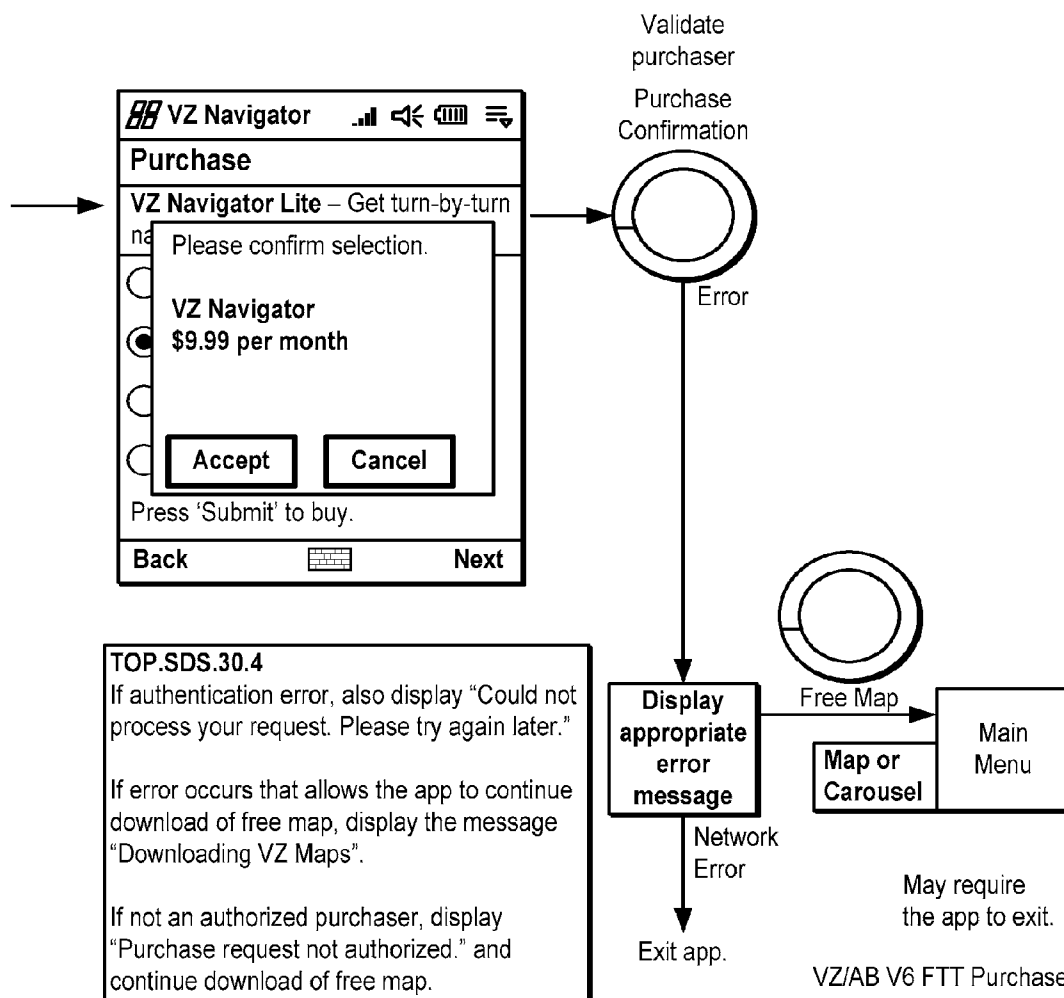 Validate
purchaser
Purchase
Confirmation
VZ Navigator
Purchase
VZ Navigator Lite – Get turn-by-turn
na
Please confirm selection.
VZ Navigator
$9.99 per month
Accept Cancel
Press ‘Submit’ to buy.
Back Next
Error
TOP.SDS.30.4
If authentication error, also display “Could not
process your request. Please try again later.”
If error occurs that allows the app to continue
download of free map, display the message
“Downloading VZ Maps”.
If not an authorized purchaser, display
“Purchase request not authorized.” and
continue download of free map.
Display
appropriate
error
message
Free Map
Map or
Carousel
Main
Menu
Network
Error
Exit app.
May require
the app to exit.
VZ/AB V6 FTT Purchase